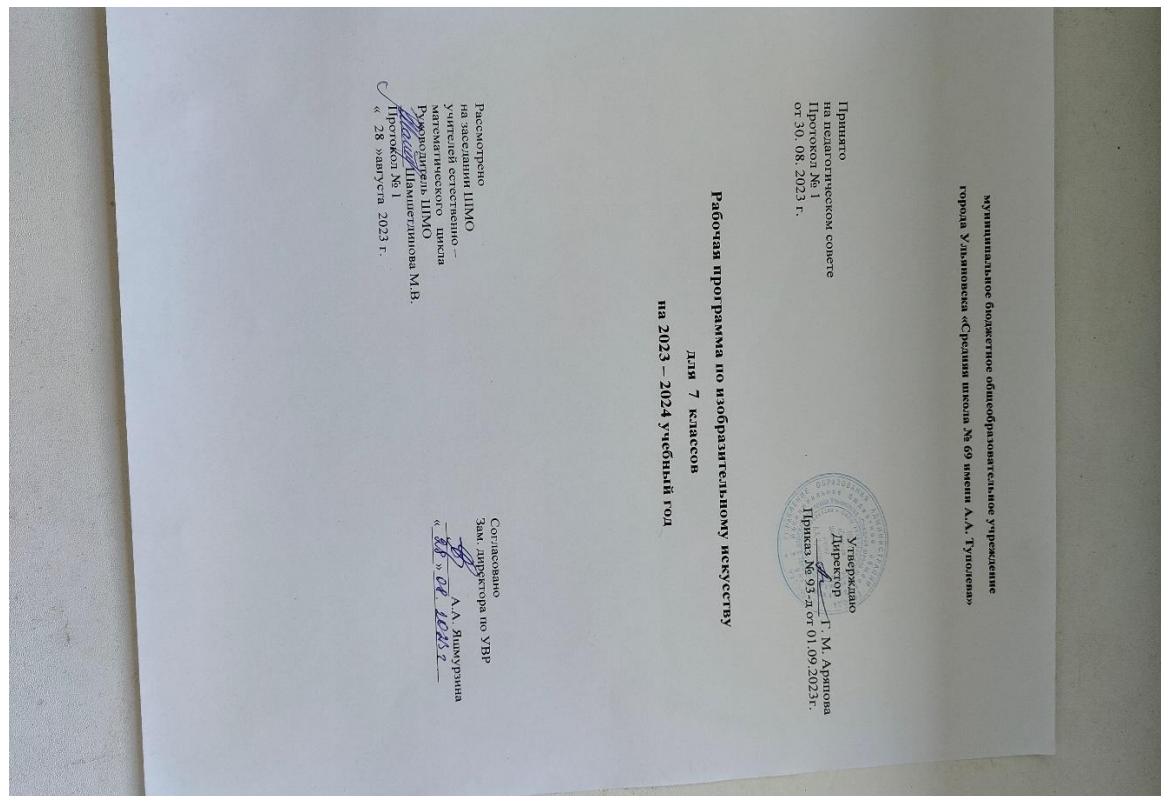 муниципальное бюджетное общеобразовательное учреждение
города Ульяновска «Средняя школа № 69 имени А.А. Туполева»
Принято
на педагогическом совете
Протокол № 1
от 30. 08. 2023 г.
Утверждаю
Директор
Г. М. Аряпова
Приказ № 93-д от 01.09.2023г.
Рабочая программа по изобразительному искусству
для 7 классов
на 2023 – 2024 учебный год
Рассмотрено
на заседании ШМО
учителей естественно –
математического цикла
Руководитель ШМО
Шамшетдинова М.В.
Протокол № 1
« 28 »августа 2023 г.
Согласовано
Зам. директора по УВР
А.А. Яшмурзина
«28» 08. 2023 г